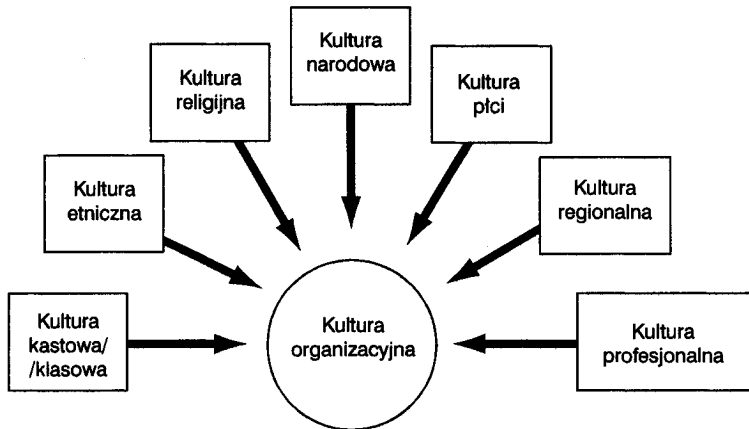 Kultura
narodowa
Kultura
religijna
Kultura
płci
Kultura
etniczna
Kultura
regionalna
Kultura
kastowa/
/klasowa
Kultura
organizacyjna
Kultura
profesjonalna